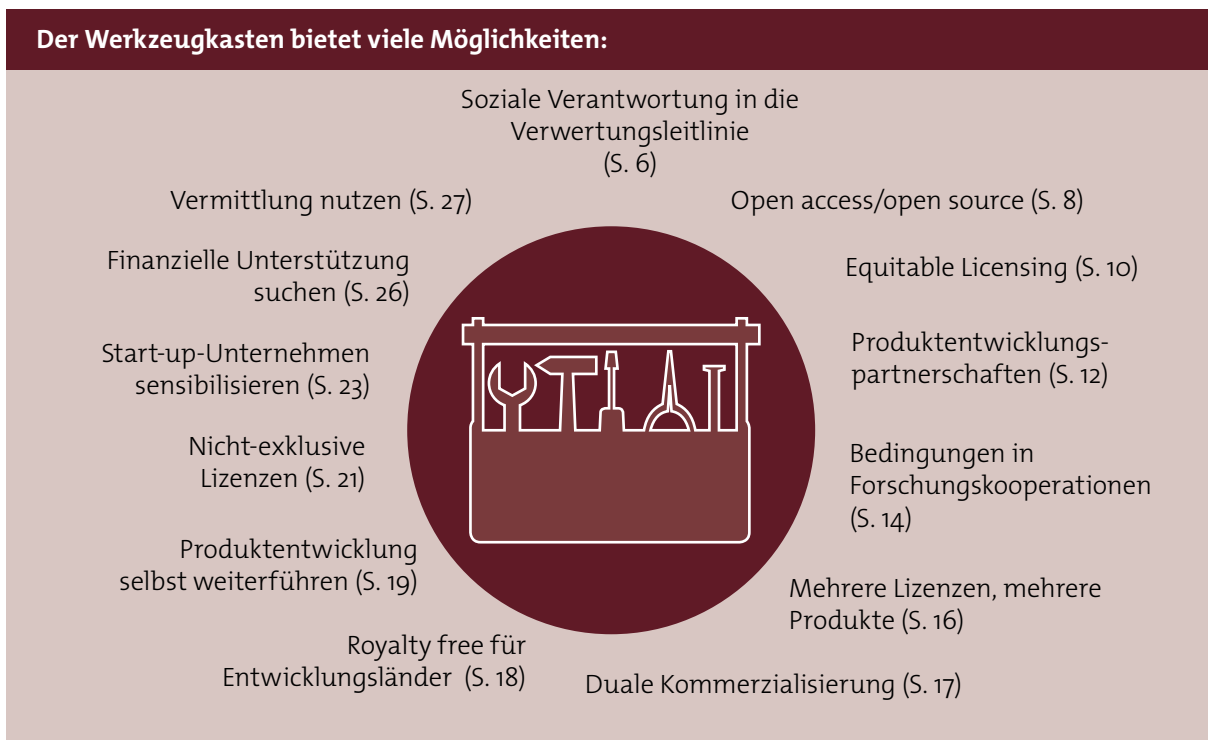 Der Werkzeugkasten bietet viele Möglichkeiten:
Soziale Verantwortung in die
Verwertungsleitlinie
(S. 6)
Open access/open source (S. 8)
Equitable Licensing (S. 10)
Produktentwicklungs-
partnerschaften (S. 12)
Bedingungen in
Forschungskooperationen
(S. 14)
Mehrere Lizenzen, mehrere
Produkte (S. 16)
Duale Kommerzialisierung (S. 17)
Royalty free für
Entwicklungsländer (S. 18)
Produktentwicklung
selbst weiterführen (S. 19)
Nicht-exklusive
Lizenzen (S. 21)
Start-up-Unternehmen
sensibilisieren (S. 23)
Finanzielle Unterstützung
suchen (S. 26)
Vermittlung nutzen (S. 27)